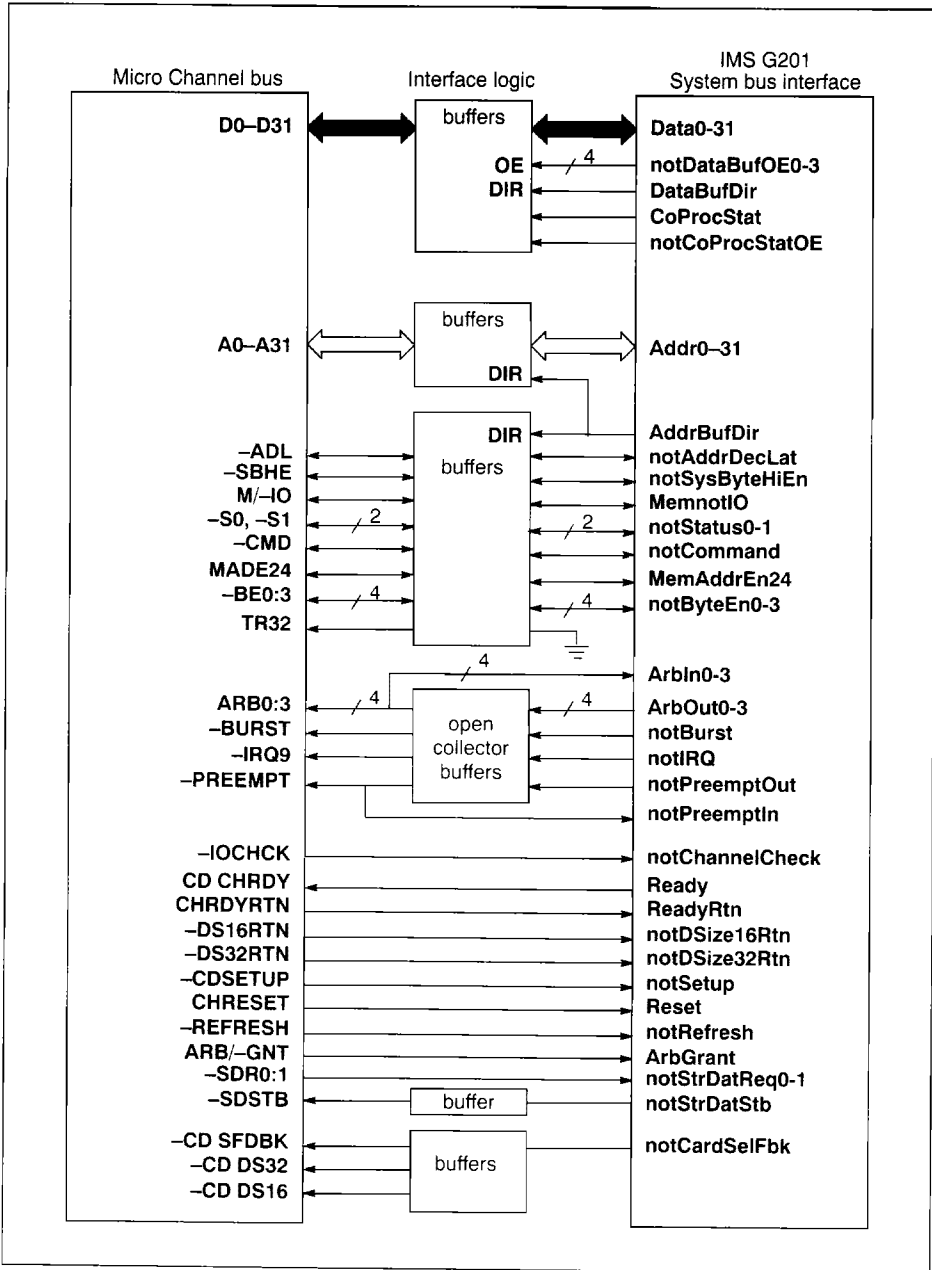 Micro Channel bus
Interface logic
IMS G201
System bus interface
buffers
D0–D31
Data0-31
OE
4
notDataBufOE0-3
DIR
DataBufDir
CoProcStat
notCoProcStatOE
buffers
A0–A31
Addr0–31
DIR
DIR
AddrBufDir
buffers
–ADL
notAddrDecLat
–SBHE
notSysByteHiEn
M/–IO
MemnotIO
–S0, –S1
2
2
notStatus0-1
–CMD
notCommand
MADE24
MemAddrEn24
–BE0:3
4
4
notByteEn0-3
TR32
4
ArbIn0-3
ARB0:3
4
4
ArbOut0-3
open
collector
buffers
–BURST
notBurst
–IRQ9
notIRQ
–PREEMPT
notPreemptOut
notPreemptIn
–IOCHCK
notChannelCheck
CD CHRDY
Ready
CHRDYRTN
ReadyRtn
–DS16RTN
notDSize16Rtn
–DS32RTN
notDSize32Rtn
–CDSETUP
notSetup
CHRESET
Reset
–REFRESH
notRefresh
ARB/–GNT
ArbGrant
–SDR0:1
notStrDatReq0-1
–SDSTB
buffer
notStrDatStb
–CD SFDBK
notCardSelFbk
–CD DS32
buffers
–CD DS16